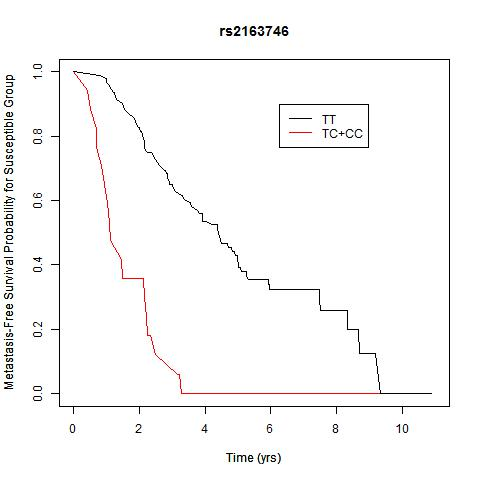 rs2163746
Metastasis-Free Survival Probability for Susceptible Group
1.0
0.8
0.6
0.4
0.2
0.0
TT
TC+CC
0 2 4 6 8 10
Time (yrs)